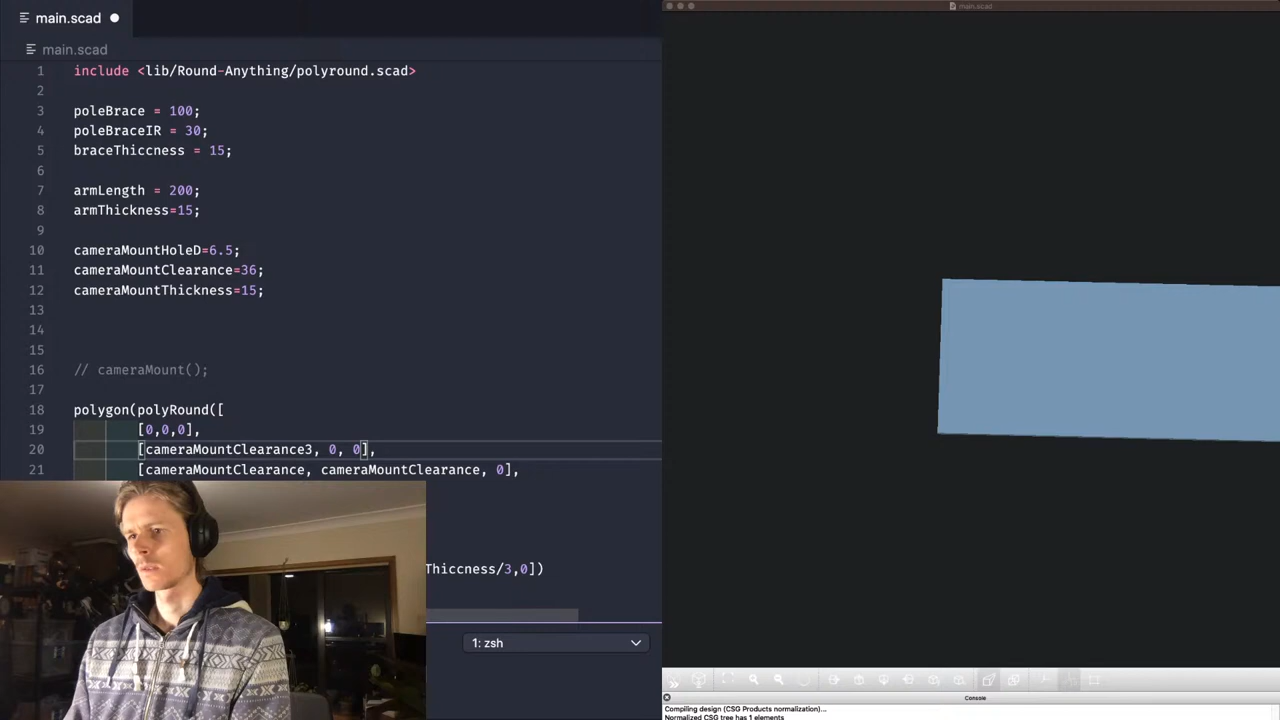 main.scad
main.scad
main.scad
1 include <lib/Round-Anything/polyround.scad>
2
3 poleBrace = 100;
4 poleBraceIR = 30;
5 braceThiccness = 15;
6
7 armLength = 200;
8 armThickness=15;
9
10 cameraMountHoleD=6.5;
11 cameraMountClearance=36;
12 cameraMountThickness=15;
13
14
15
16 // cameraMount();
17
18 polygon(polyRound([
19 [0,0,0],
20 [cameraMountClearance3, 0, 0],
21 [cameraMountClearance, cameraMountClearance, 0],
Thiccness/3,0])
1: zsh
Console
Compiling design (CSG Products normalization)...
Normalized CSG tree has 1 elements